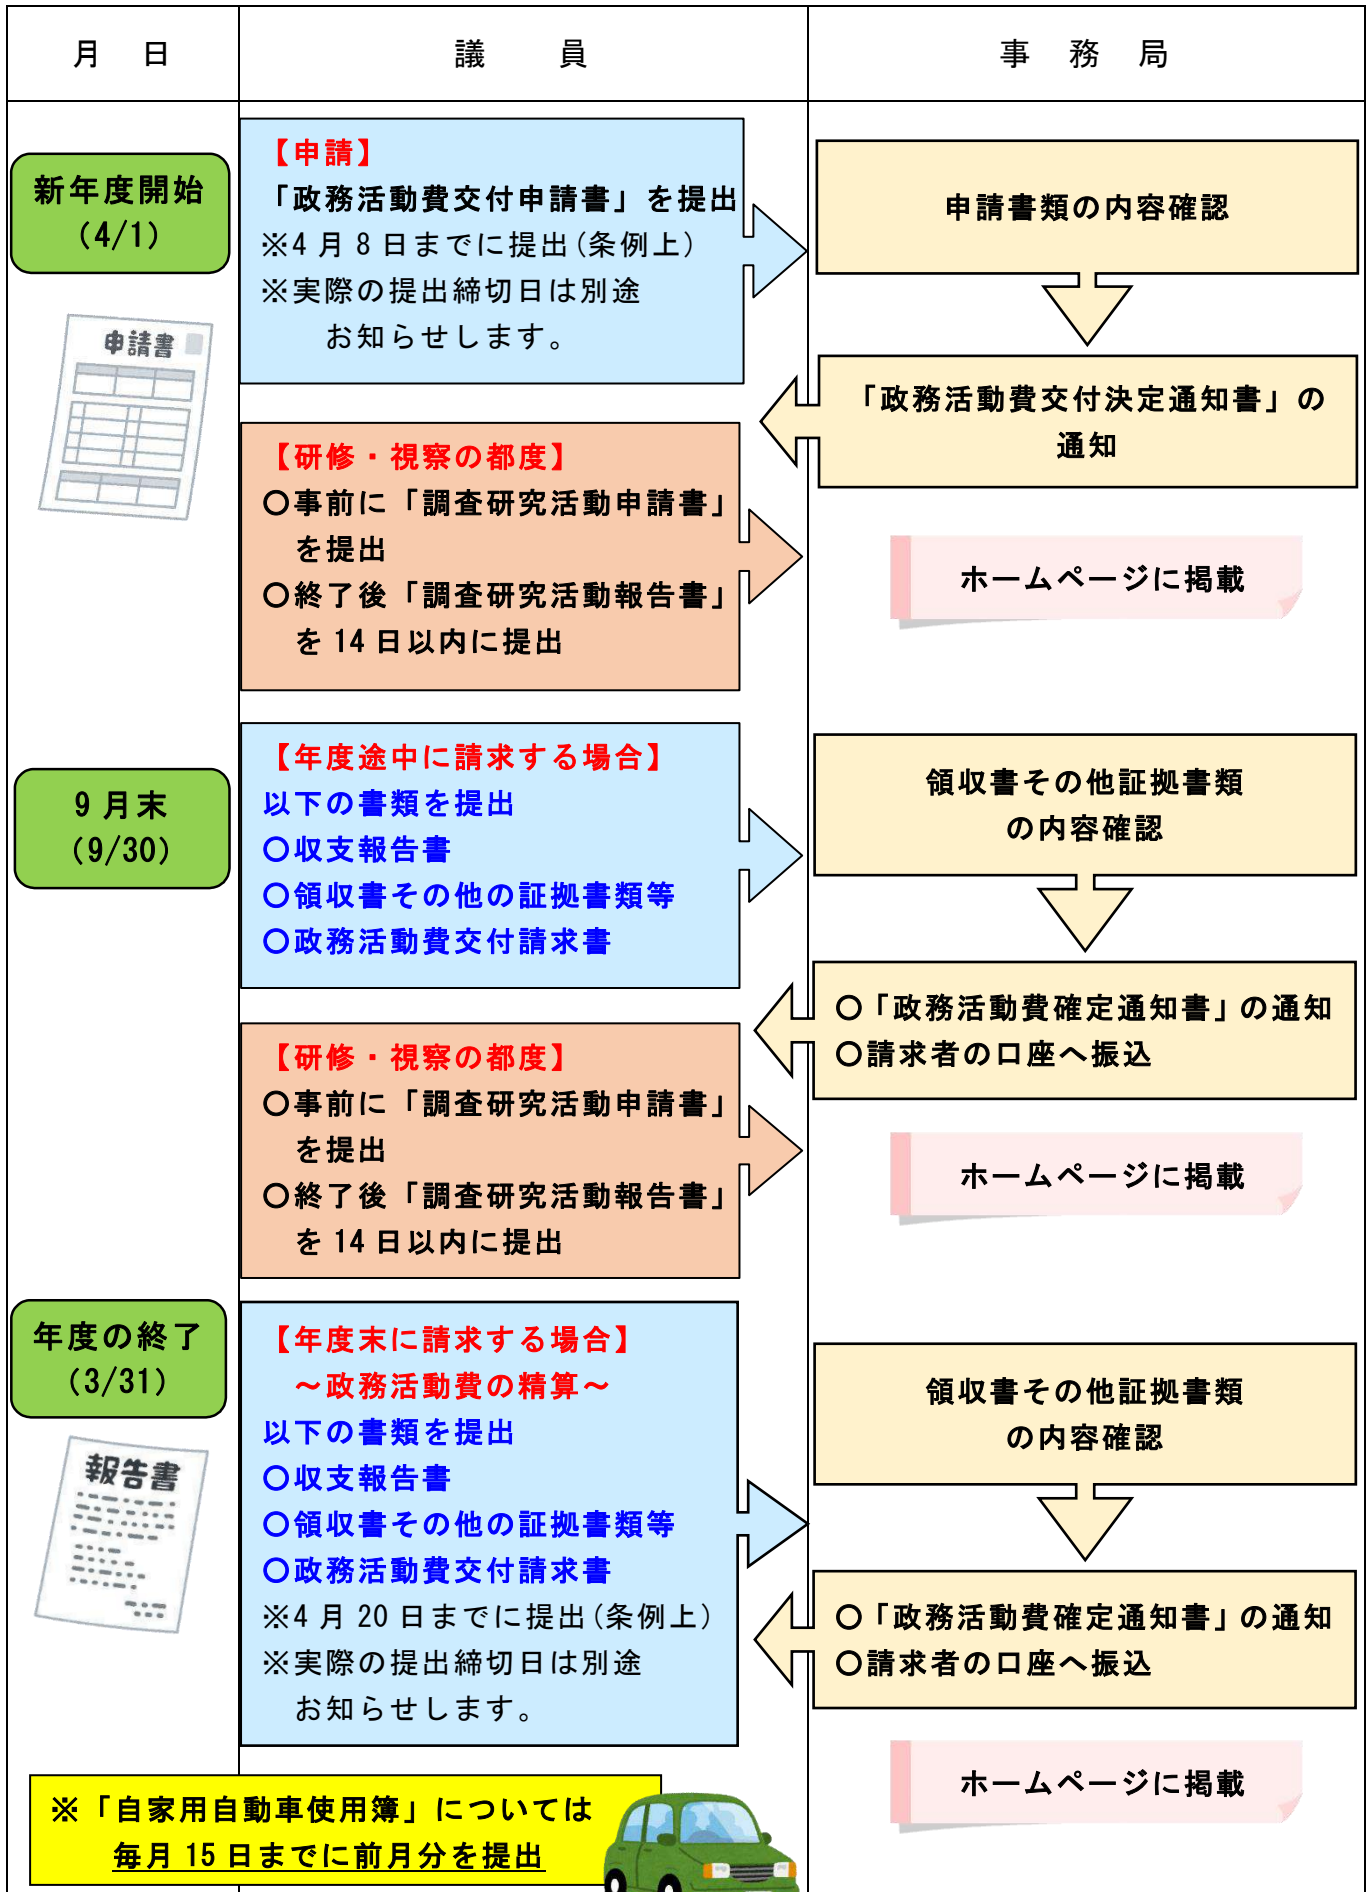 月　日
議　員
事　務　局
新年度開始
(4/1)
申請書
【申請】
「政務活動費交付申請書」を提出
※4月8日までに提出(条例上)
※実際の提出締切日は別途
お知らせします。
申請書類の内容確認
「政務活動費交付決定通知書」の
通知
【研修・視察の都度】
○事前に「調査研究活動申請書」
を提出
○終了後「調査研究活動報告書」
を14日以内に提出
ホームページに掲載
9月末
(9/30)
【年度途中に請求する場合】
以下の書類を提出
○収支報告書
○領収書その他の証拠書類等
○政務活動費交付請求書
領収書その他証拠書類
の内容確認
○「政務活動費確定通知書」の通知
○請求者の口座へ振込
【研修・視察の都度】
○事前に「調査研究活動申請書」
を提出
○終了後「調査研究活動報告書」
を14日以内に提出
ホームページに掲載
年度の終了
(3/31)
報告書
【年度末に請求する場合】
～政務活動費の精算～
以下の書類を提出
○収支報告書
○領収書その他の証拠書類等
○政務活動費交付請求書
※4月20日までに提出(条例上)
※実際の提出締切日は別途
お知らせします。
領収書その他証拠書類
の内容確認
○「政務活動費確定通知書」の通知
○請求者の口座へ振込
ホームページに掲載
※「自家用自動車使用簿」については
毎月15日までに前月分を提出